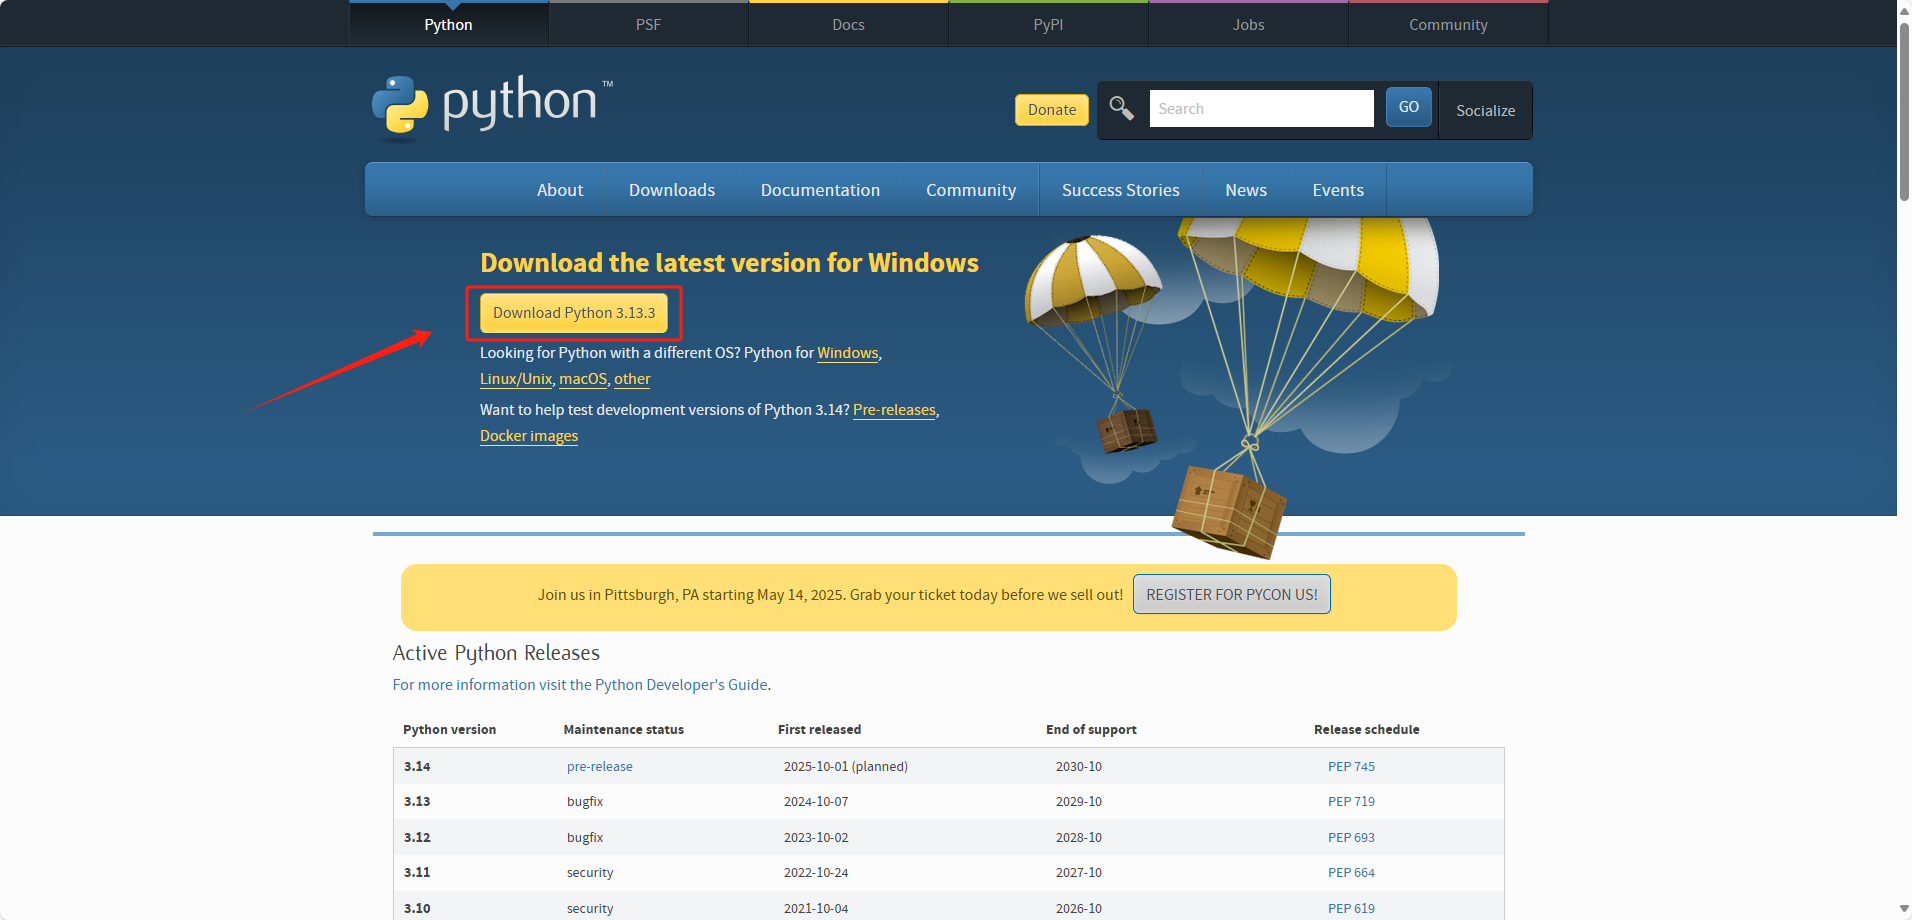 Python PSF Docs PyPI Jobs Community
python™
Donate Search GO Socialize
About Downloads Documentation Community Success Stories News Events
Download the latest version for Windows
Download Python 3.13.3
Looking for Python with a different OS? Python for Windows,
Linux/Unix, macOS, other
Want to help test development versions of Python 3.14? Pre-releases,
Docker images
Join us in Pittsburgh, PA starting May 14, 2025. Grab your ticket today before we sell out! REGISTER FOR PYCON US!
Active Python Releases
For more information visit the Python Developer's Guide.
Python version Maintenance status First released End of support Release schedule
3.14 pre-release 2025-10-01 (planned) 2030-10 PEP 745
3.13 bugfix 2024-10-07 2029-10 PEP 719
3.12 bugfix 2023-10-02 2028-10 PEP 693
3.11 security 2022-10-24 2027-10 PEP 664
3.10 security 2021-10-04 2026-10 PEP 619